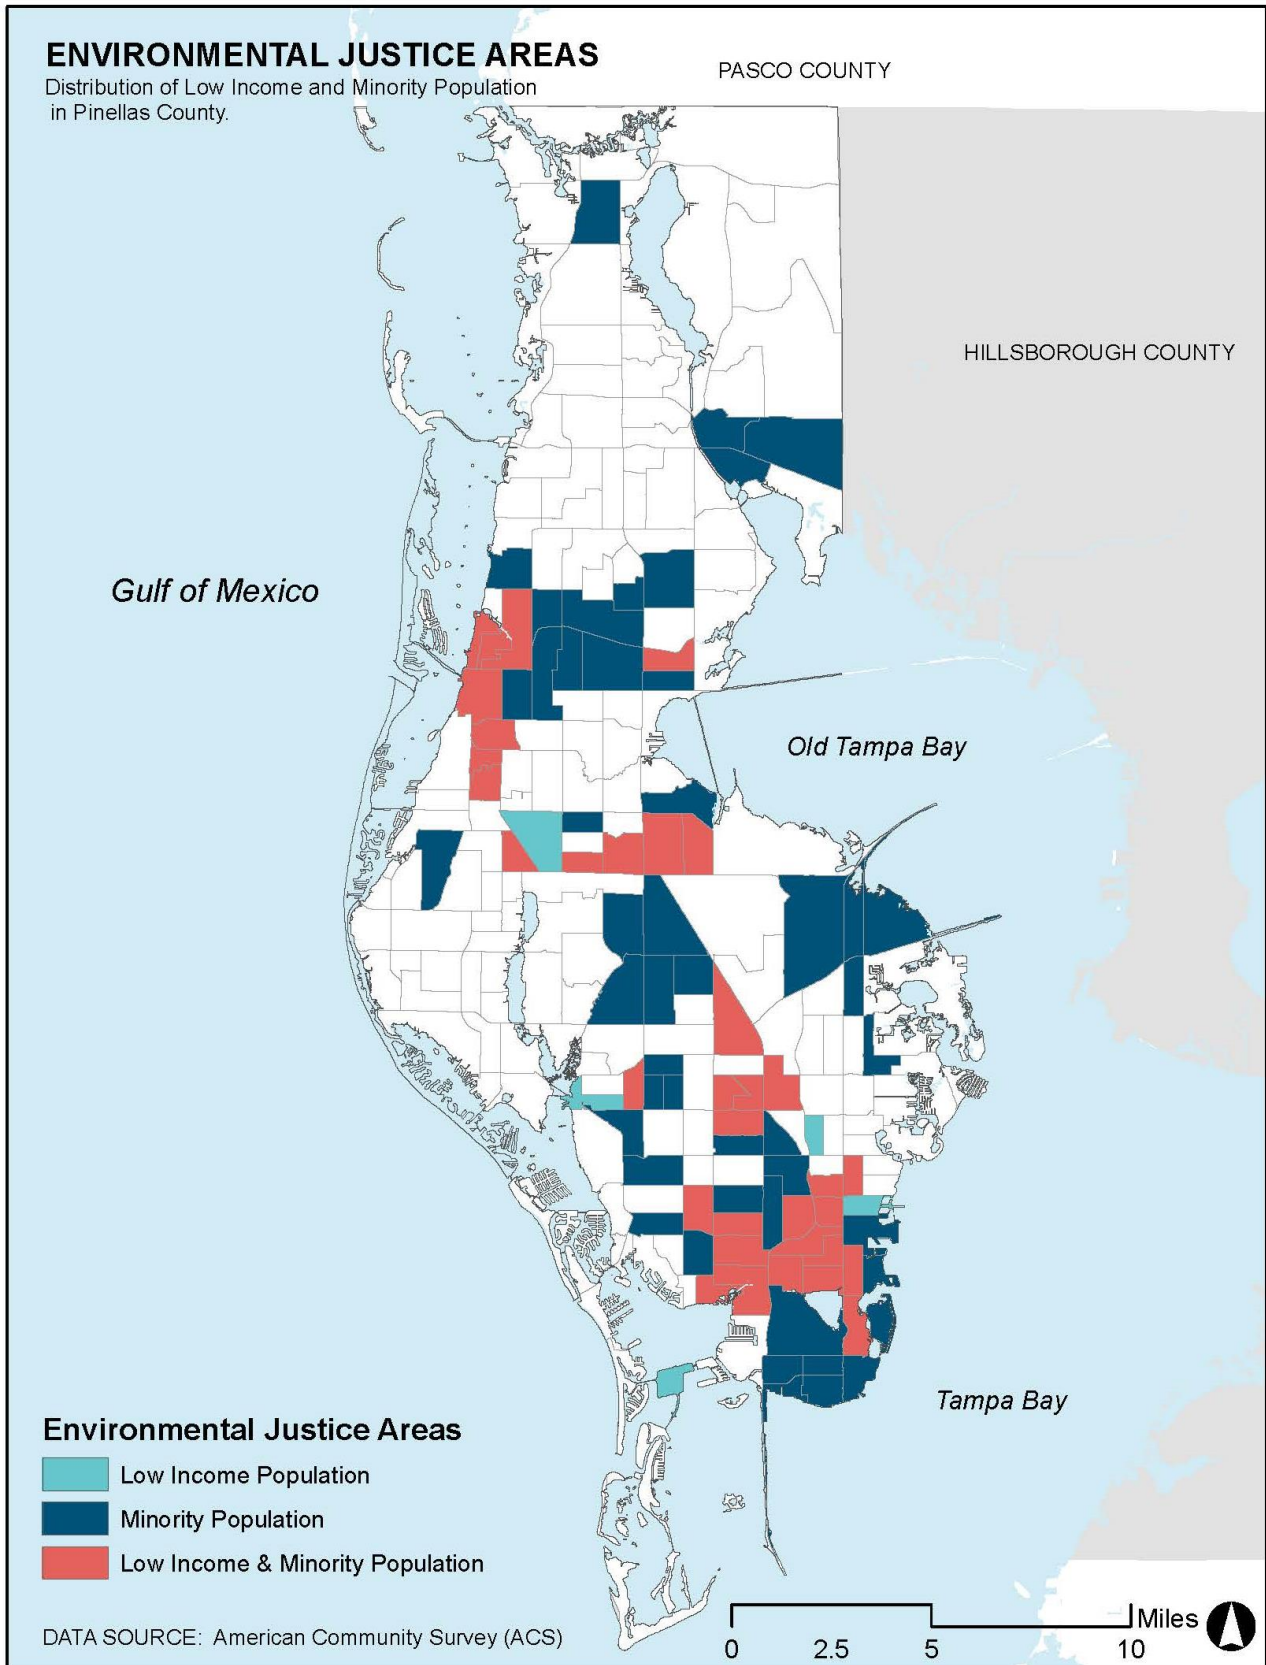 ENVIRONMENTAL JUSTICE AREAS
Distribution of Low Income and Minority Population
in Pinellas County.
PASCO COUNTY
HILLSBOROUGH COUNTY
Gulf of Mexico
Old Tampa Bay
Tampa Bay
Environmental Justice Areas
Low Income Population
Minority Population
Low Income & Minority Population
DATA SOURCE: American Community Survey (ACS)
Miles
0 2.5 5 10